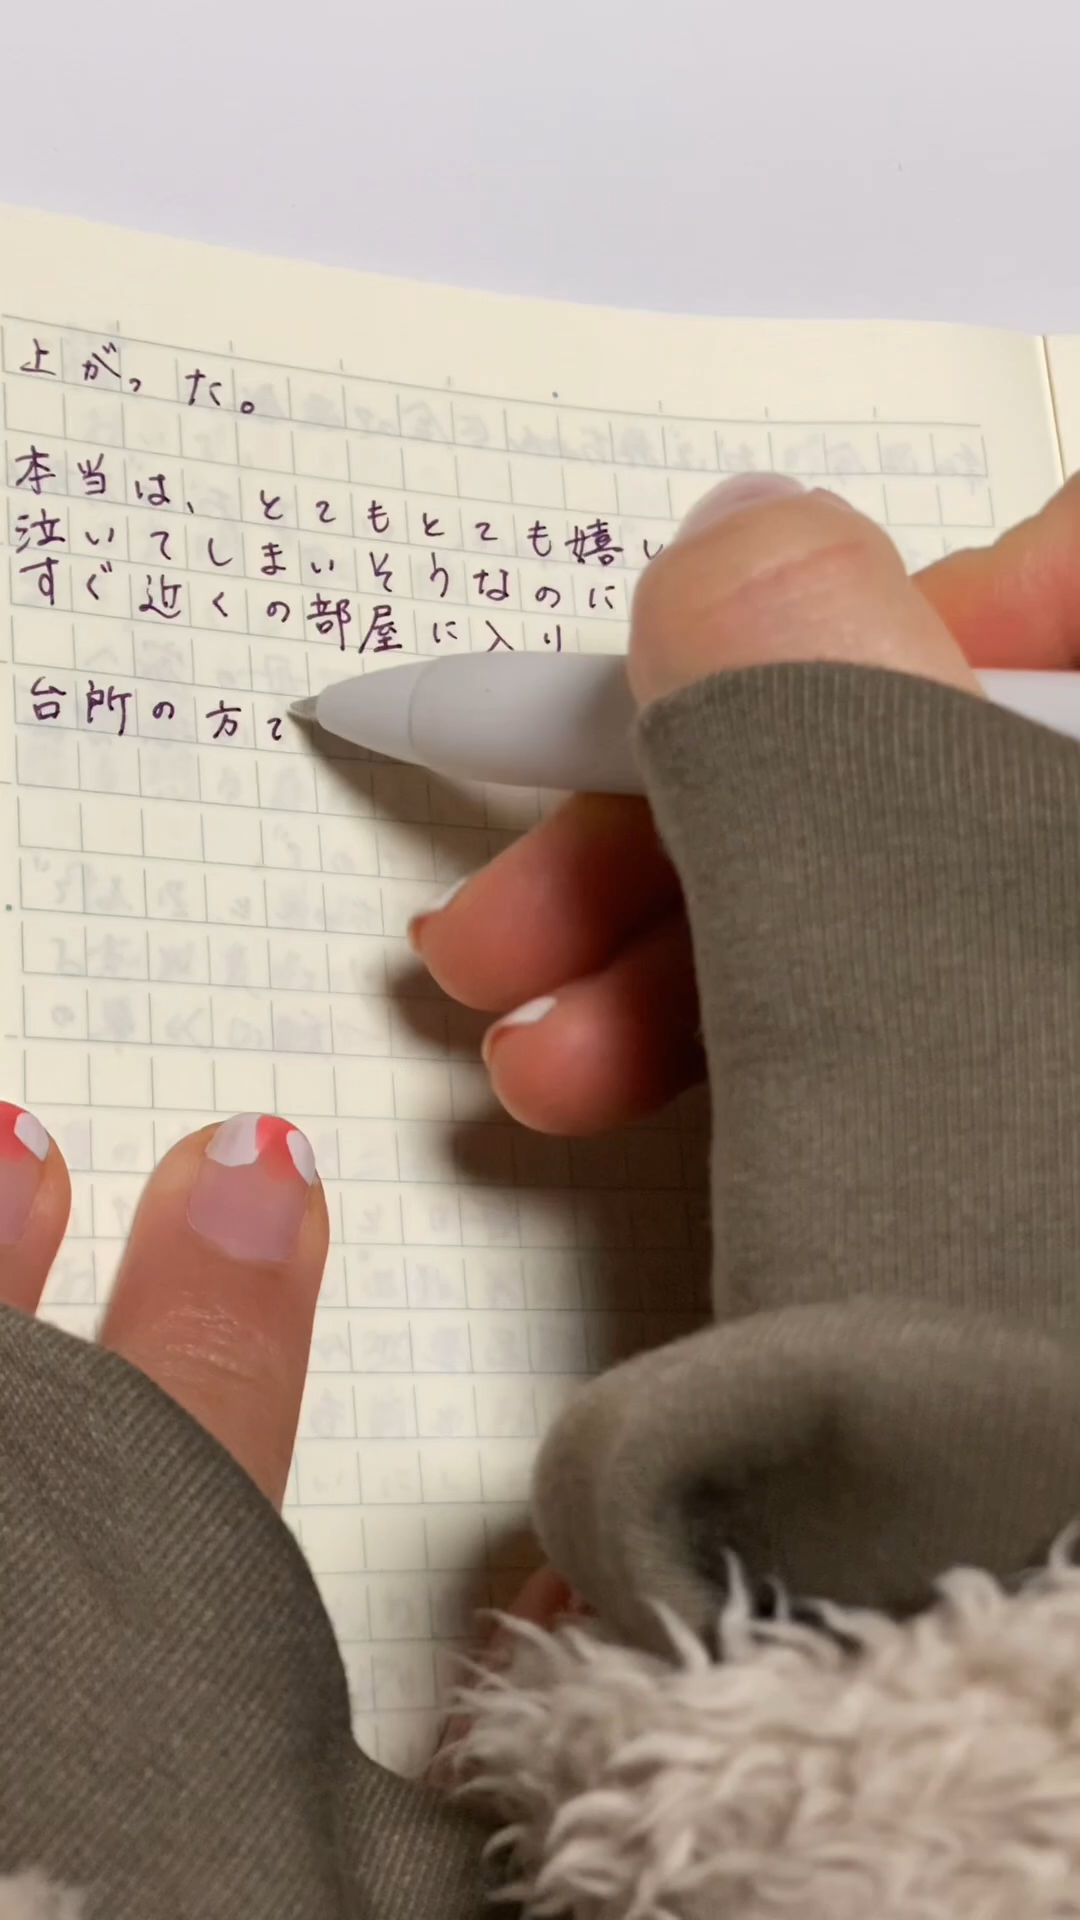 上がった。
本当は、とてもとても嬉し
泣いてしまいそうなのに
すぐ近くの部屋に入り
台所の方で